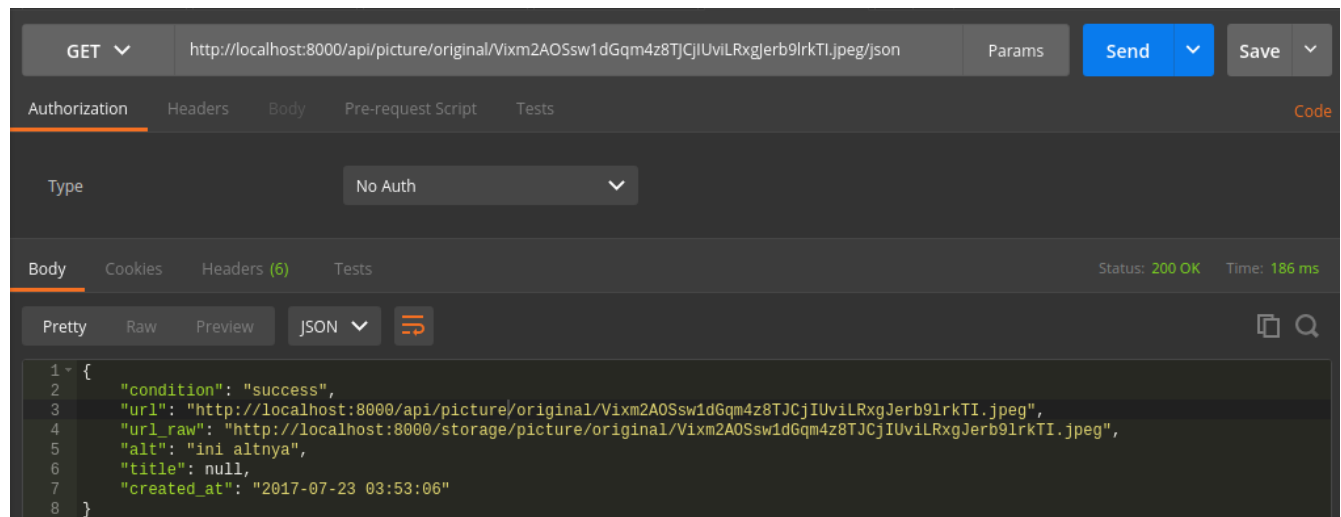 GET http://localhost:8000/api/picture/original/Vixm2AOSsw1dGqm4z8TJCjIUviLRxgJerb9lrkTI.jpeg/json Params Send Save
Authorization Headers Body Pre-request Script Tests Code
Type No Auth
Body Cookies Headers (6) Tests Status: 200 OK Time: 186 ms
Pretty Raw Preview JSON
1 {
2 "condition": "success",
3 "url": "http://localhost:8000/api/picture/original/Vixm2AOSsw1dGqm4z8TJCjIUviLRxgJerb9lrkTI.jpeg",
4 "url_raw": "http://localhost:8000/storage/picture/original/Vixm2AOSsw1dGqm4z8TJCjIUviLRxgJerb9lrkTI.jpeg",
5 "alt": "ini altnya",
6 "title": null,
7 "created_at": "2017-07-23 03:53:06"
8 }